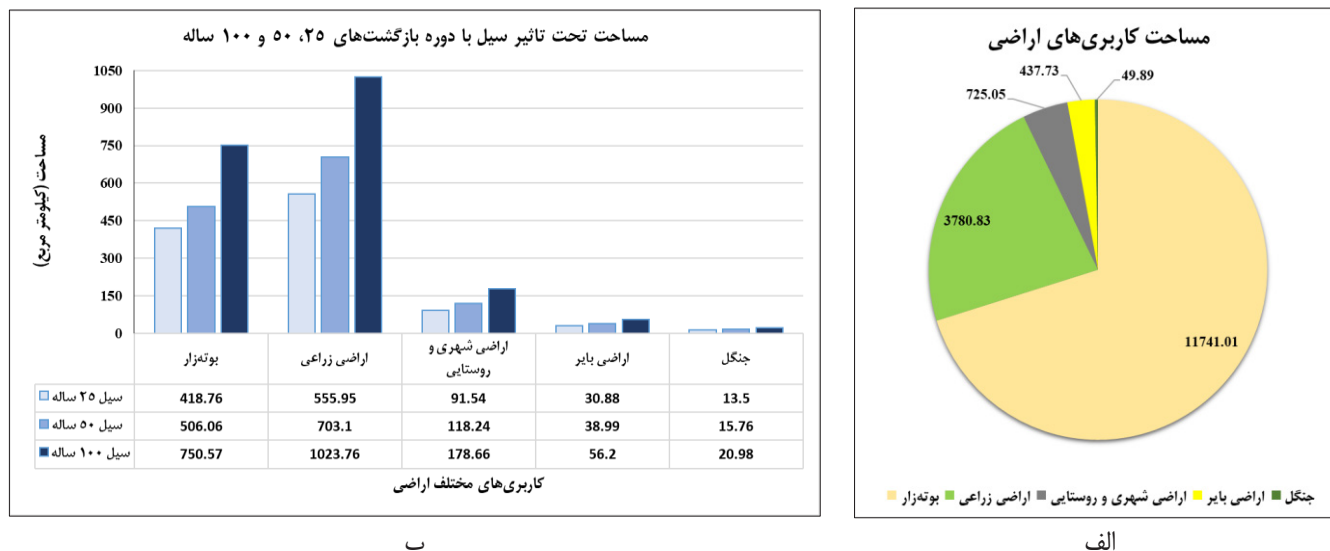 مساحت کاربری‌های اراضی
49.89
437.73
725.05
3780.83
11741.01
جنگل اراضی بایر اراضی شهری و روستایی اراضی زراعی بوته‌زار
الف
مساحت تحت تاثیر سیل با دوره بازگشت‌های ۲۵، ۵۰ و ۱۰۰ ساله
مساحت (کیلومتر مربع)
1050
900
750
600
450
300
150
0
بوته‌زار اراضی زراعی اراضی شهری و روستایی اراضی بایر جنگل
سیل ۲۵ ساله 418.76 555.95 91.54 30.88 13.5
سیل ۵۰ ساله 506.06 703.1 118.24 38.99 15.76
سیل ۱۰۰ ساله 750.57 1023.76 178.66 56.2 20.98
کاربری‌های مختلف اراضی
ب